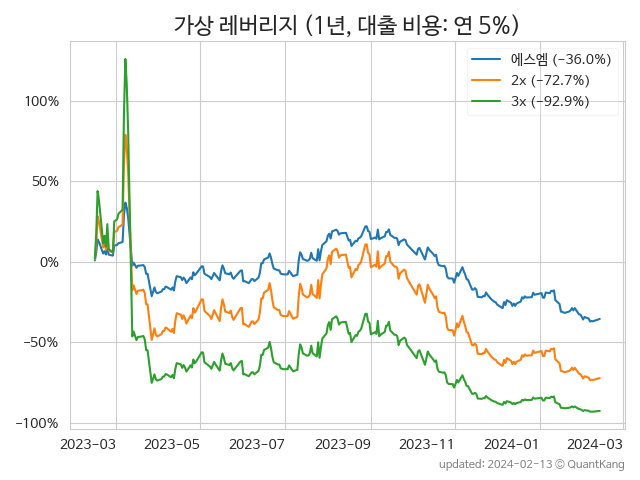 가상 레버리지 (1년, 대출 비용: 연 5%)
에스엠 (−36.0%)
2x (−72.7%)
3x (−92.9%)
100%
50%
0%
−50%
−100%
2023-03 2023-05 2023-07 2023-09 2023-11 2024-01 2024-03
updated: 2024-02-13 ⓒ QuantKang